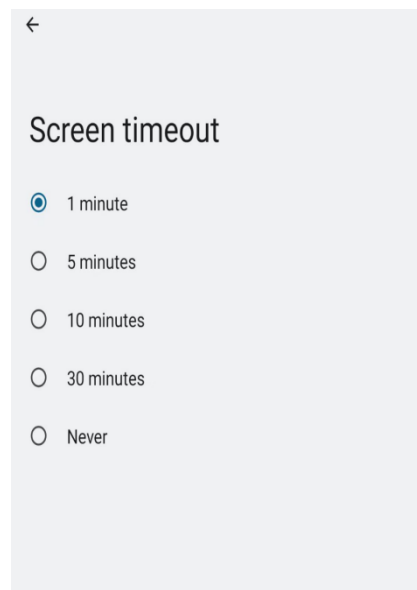 Screen timeout
1 minute
5 minutes
10 minutes
30 minutes
Never